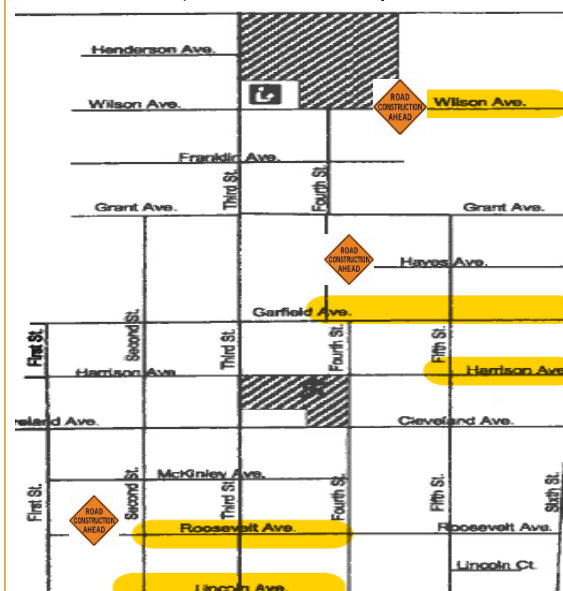 Henderson Ave.
Wilson Ave.
ROAD
CONSTRUCTION
AHEAD
Wilson Ave.
Franklin Ave.
Third St.
Fourth St.
Grant Ave.
Grant Ave.
ROAD
CONSTRUCTION
AHEAD
Hayes Ave.
Garfield Ave.
First St.
Second St.
Third St.
Fourth St.
Fifth St.
Harrison Ave
Harrison Ave
eland Ave.
Cleveland Ave.
McKinley Ave.
First St.
Second St.
Third St.
Fourth St.
Fifth St.
Sixth St.
ROAD
CONSTRUCTION
AHEAD
Roosevelt Ave.
Roosevelt Ave.
Lincoln Ct.
Lincoln Ave.